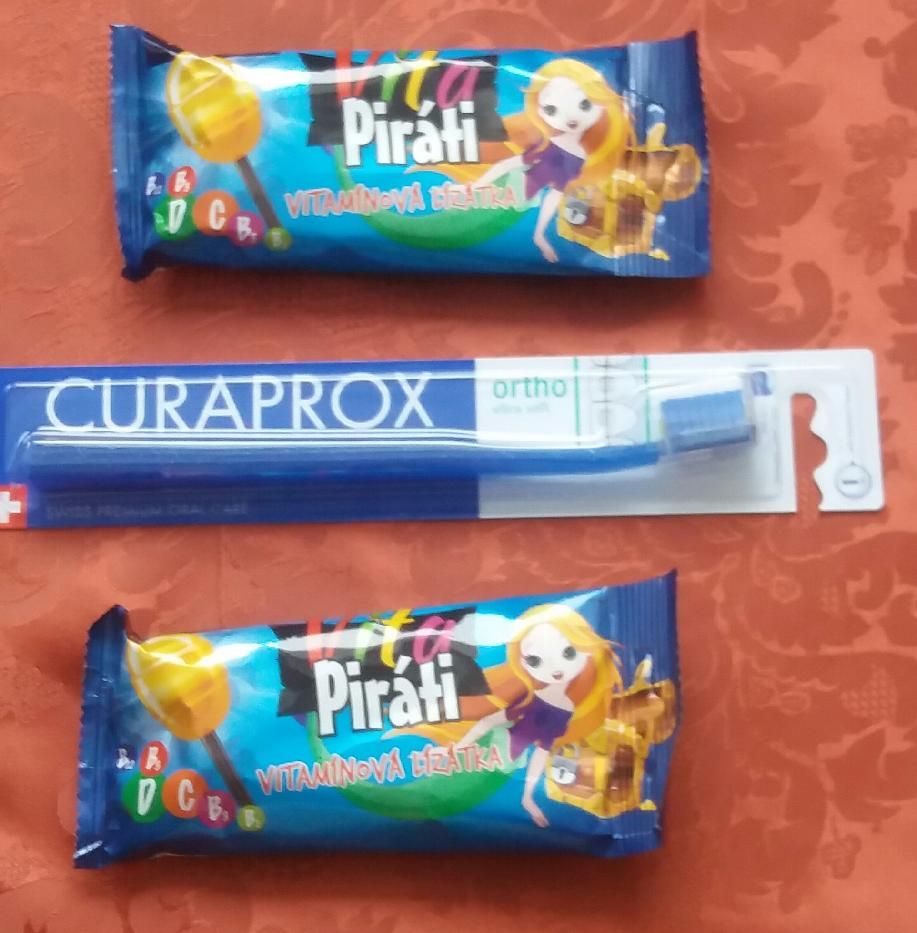 Vita
Piráti
VITAMÍNOVÁ LÍZÁTKA
D C
CURAPROX
ortho
ultra soft
SWISS PREMIUM ORAL CARE
Vita
Piráti
VITAMÍNOVÁ LÍZÁTKA
D C